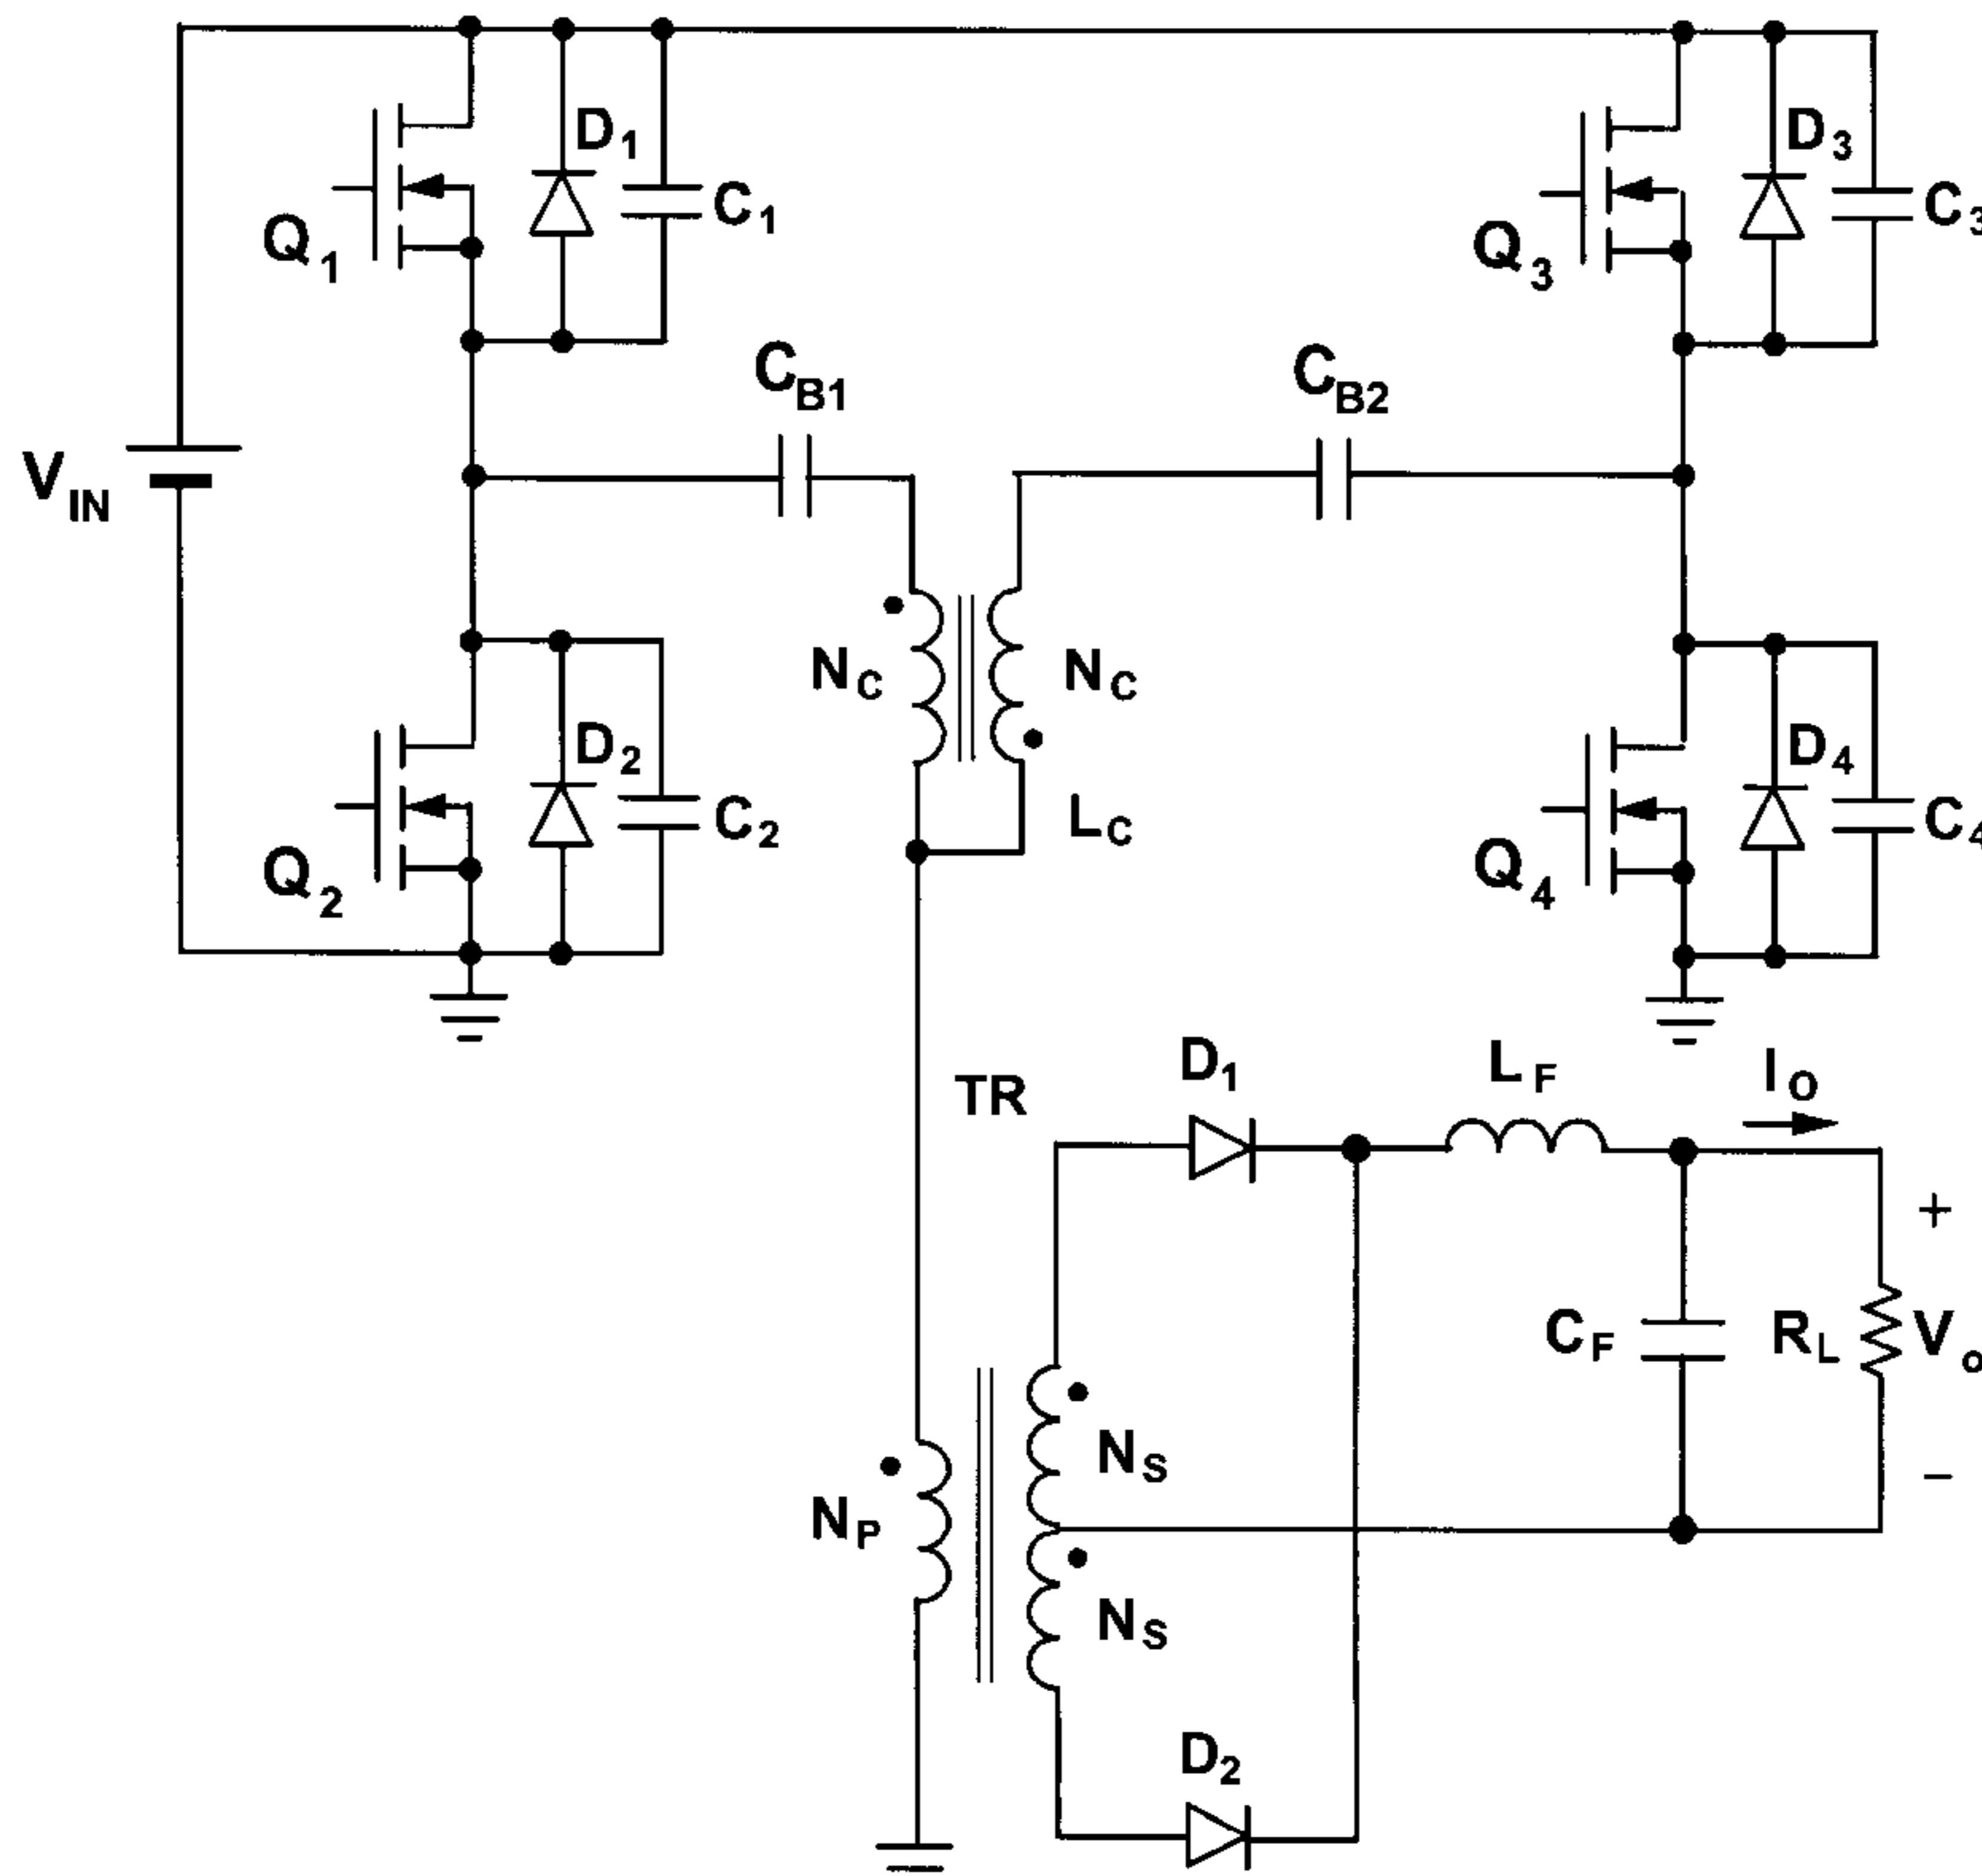 D1
D3
C1
C3
Q1
Q3
CB1
CB2
VIN
NC
NC
D2
D4
LC
C2
C4
Q2
Q4
D1
LF
IO
TR
+
CF
RL
Vo
NS
NP
−
NS
D2